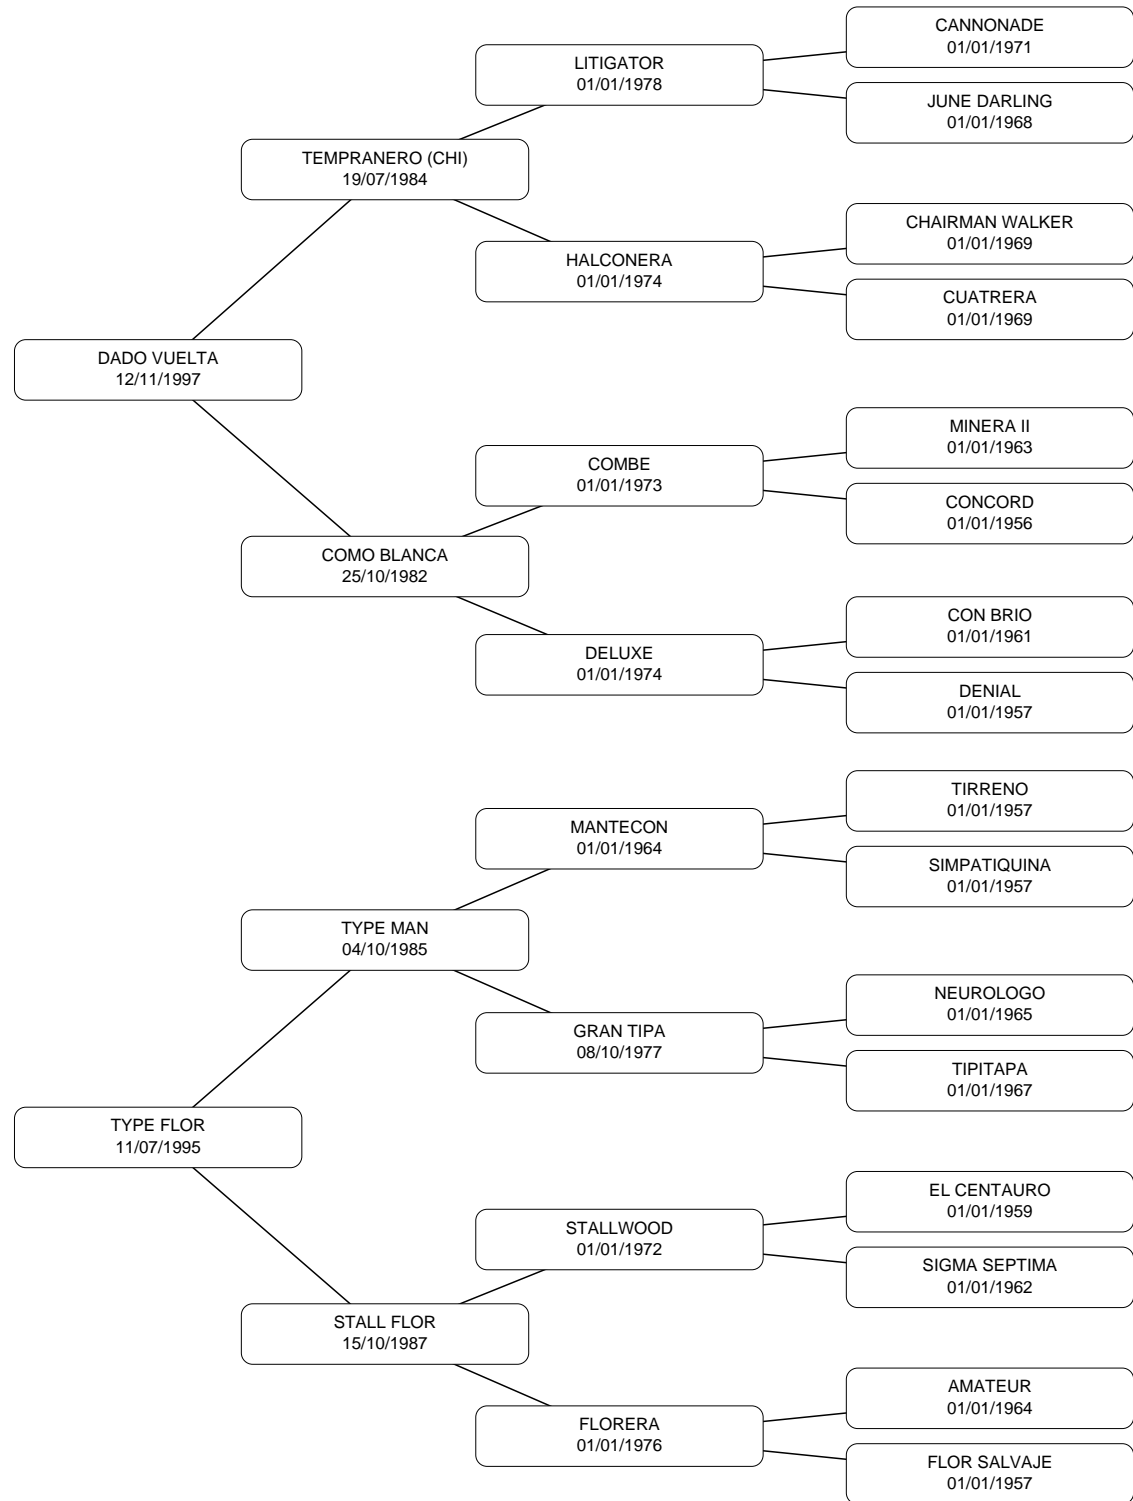 CANNONADE
01/01/1971
LITIGATOR
01/01/1978
JUNE DARLING
01/01/1968
TEMPRANERO (CHI)
19/07/1984
CHAIRMAN WALKER
01/01/1969
HALCONERA
01/01/1974
CUATRERA
01/01/1969
DADO VUELTA
12/11/1997
MINERA II
01/01/1963
COMBE
01/01/1973
CONCORD
01/01/1956
COMO BLANCA
25/10/1982
CON BRIO
01/01/1961
DELUXE
01/01/1974
DENIAL
01/01/1957
TIRRENO
01/01/1957
MANTECON
01/01/1964
SIMPATIQUINA
01/01/1957
TYPE MAN
04/10/1985
NEUROLOGO
01/01/1965
GRAN TIPA
08/10/1977
TIPITAPA
01/01/1967
TYPE FLOR
11/07/1995
EL CENTAURO
01/01/1959
STALLWOOD
01/01/1972
SIGMA SEPTIMA
01/01/1962
STALL FLOR
15/10/1987
AMATEUR
01/01/1964
FLORERA
01/01/1976
FLOR SALVAJE
01/01/1957